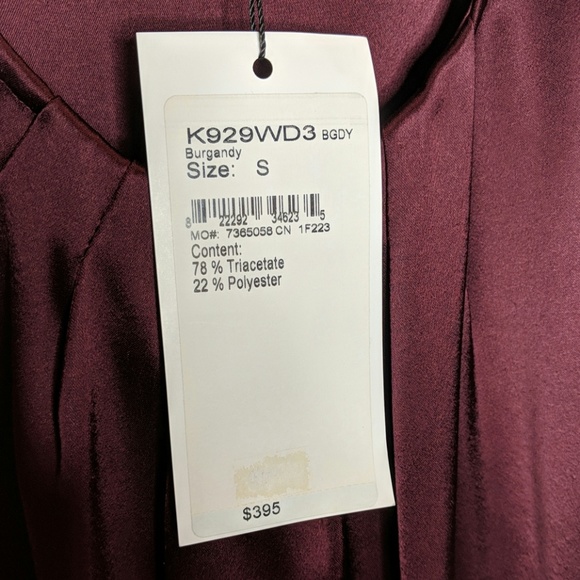 K929WD3 BGDY
Burgandy
Size: S
8 22292 34623 5
MO#: 7365058 CN 1F223
Content:
78 % Triacetate
22 % Polyester
$395